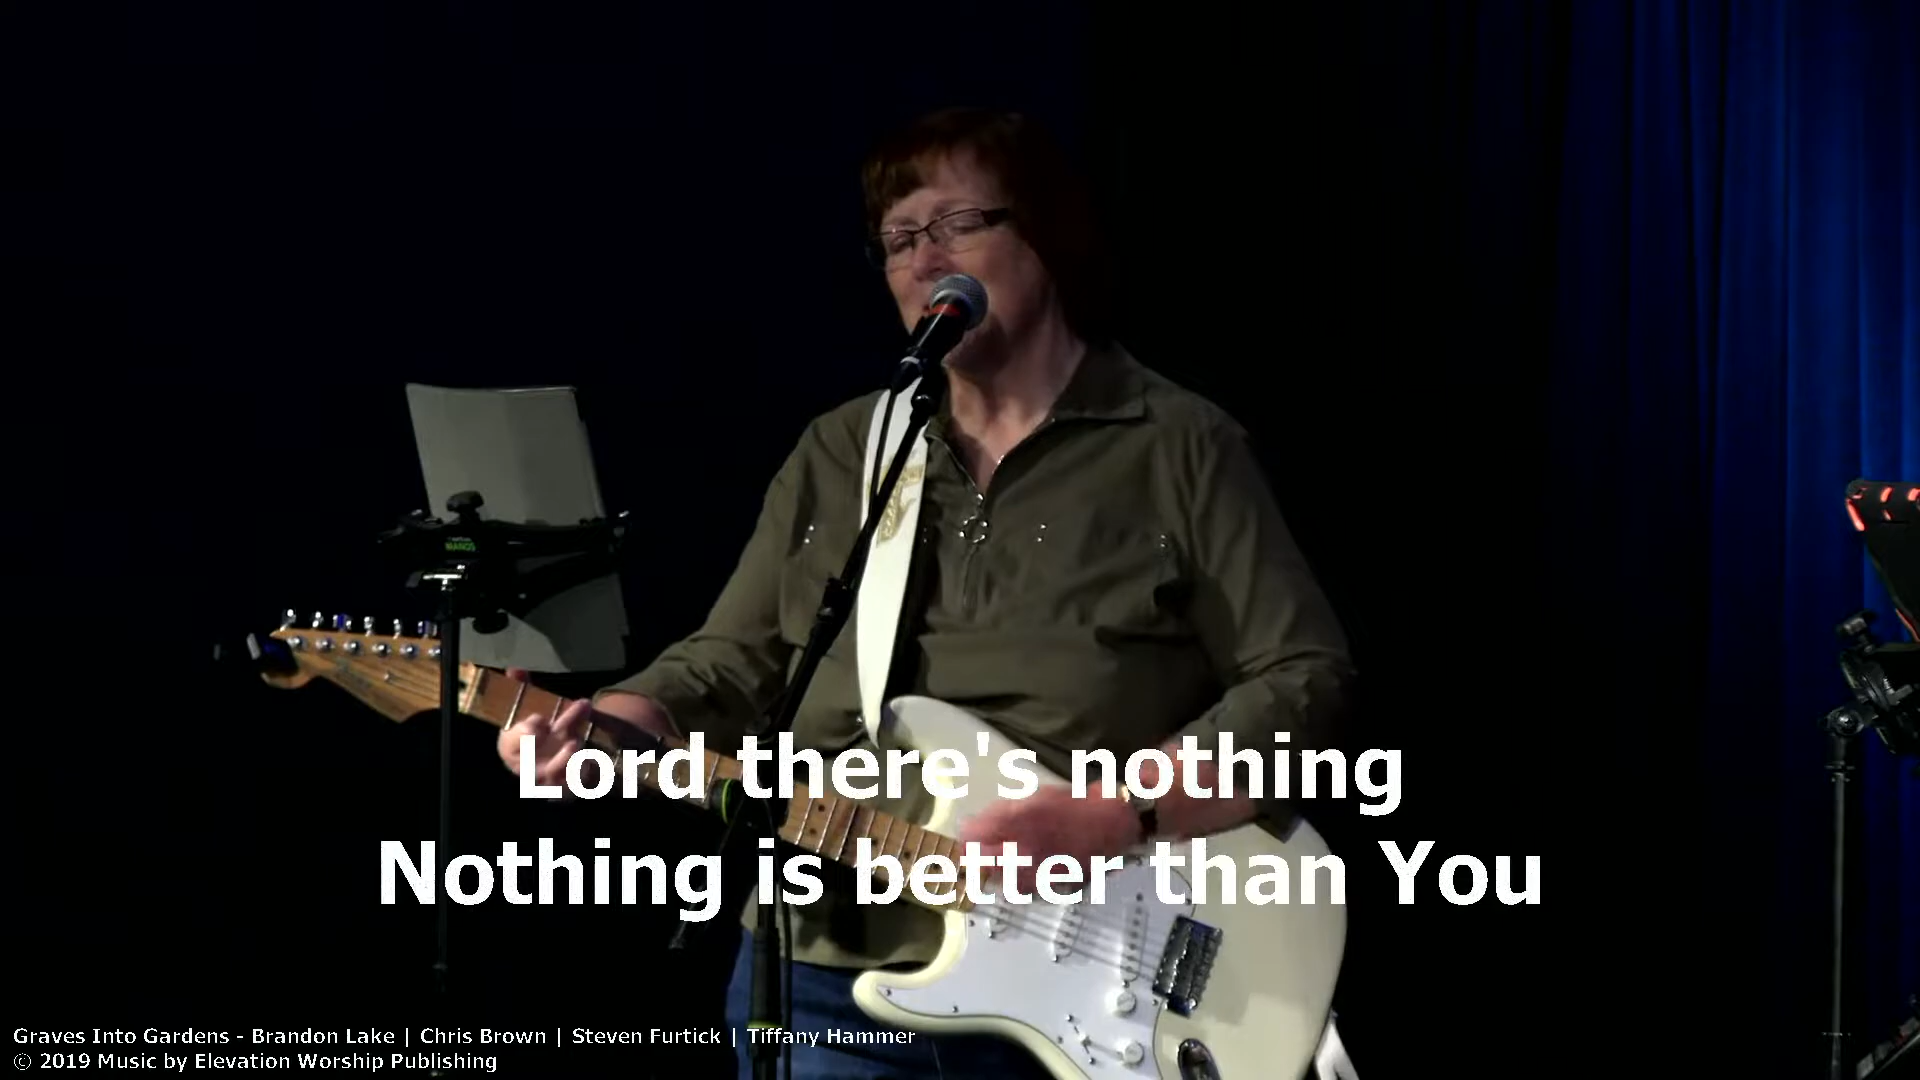 MANOS
Lord there's nothing
Nothing is better than You
Graves Into Gardens - Brandon Lake | Chris Brown | Steven Furtick | Tiffany Hammer
© 2019 Music by Elevation Worship Publishing